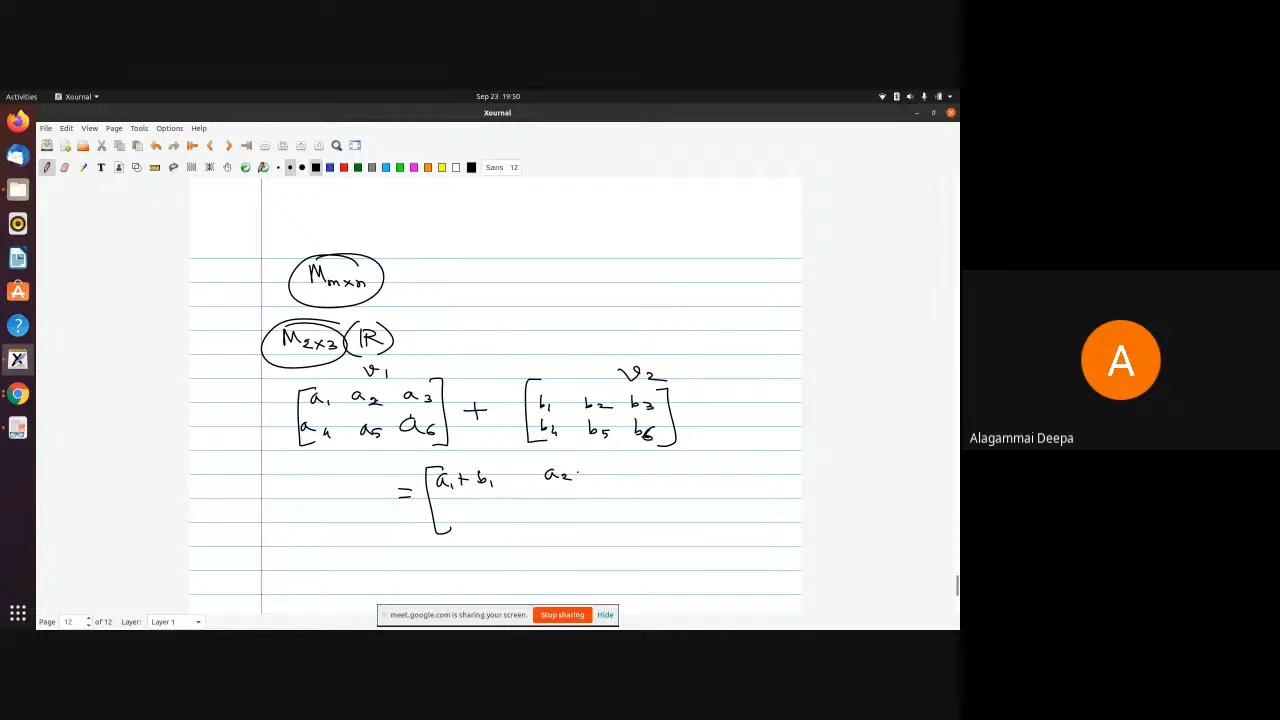 Activities Xournal Sep 23 19:50
Xournal
File Edit View Page Tools Options Help
T Sans 12
M m×n
M 2×3 (R)
v1 v2
[ a1 a2 a3 ] + [ b1 b2 b3 ]
[ a4 a5 a6 ] [ b4 b5 b6 ]
= [ a1 + b1 a2
A
Alagammai Deepa
meet.google.com is sharing your screen. Stop sharing Hide
Page 12 of 12 Layer: Layer 1